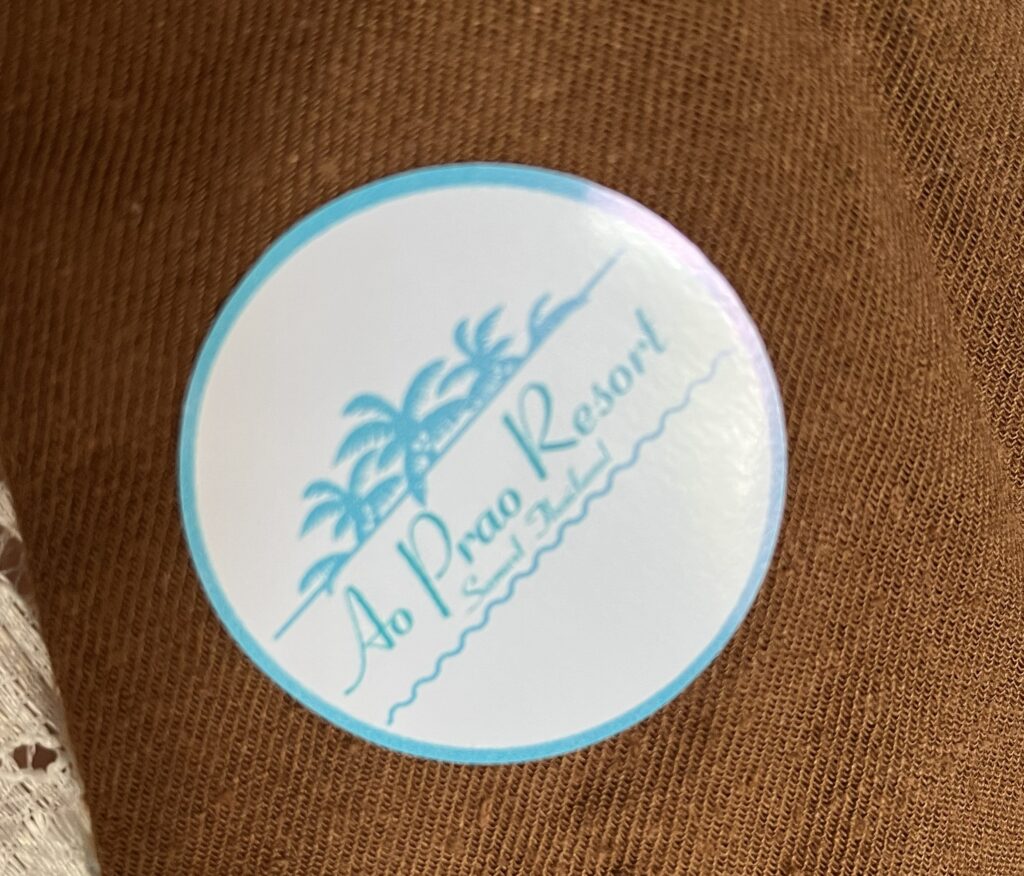 Ao Prao Resort
Samed Thailand